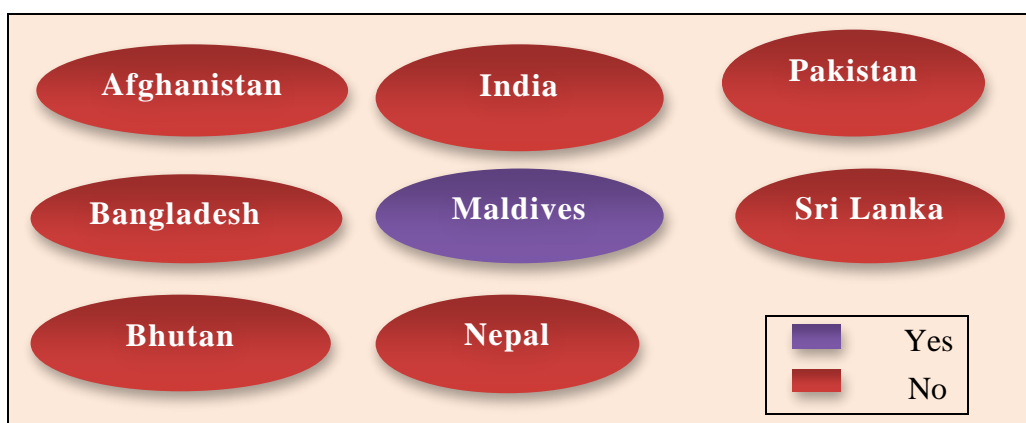 Afghanistan
India
Pakistan
Bangladesh
Maldives
Sri Lanka
Bhutan
Nepal
Yes
No